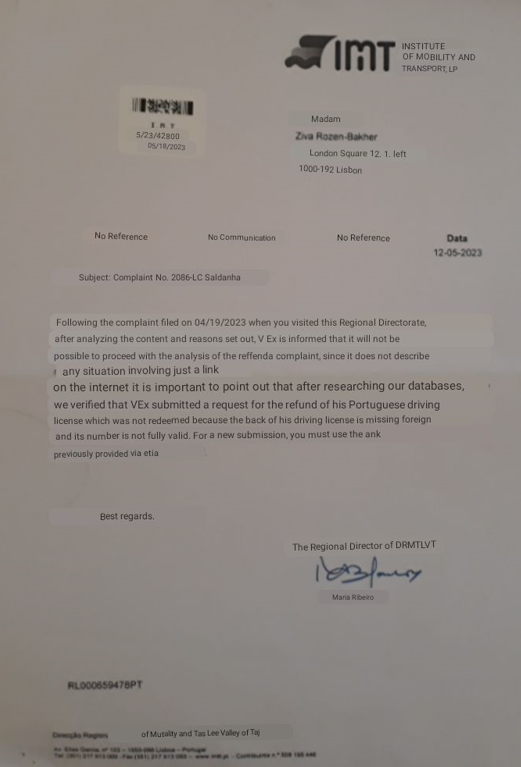 IMT INSTITUTE
OF MOBILITY AND
TRANSPORT, LP
I M T
S/23/42800
05/18/2023
Madam
Ziva Rozen-Bakher
London Square 12, 1. left
1000-192 Lisbon
No Reference No Communication No Reference Data
12-05-2023
Subject: Complaint No. 2086-LC Saldanha
Following the complaint filed on 04/19/2023 when you visited this Regional Directorate,
after analyzing the content and reasons set out, V Ex is informed that it will not be
possible to proceed with the analysis of the reffenda complaint, since it does not describe
any situation involving just a link
on the internet it is important to point out that after researching our databases,
we verified that VEx submitted a request for the refund of his Portuguese driving
license which was not redeemed because the back of his driving license is missing foreign
and its number is not fully valid. For a new submission, you must use the ank
previously provided via etia
Best regards.
The Regional Director of DRMTLVT
Maria Ribeiro
RL000659478PT
Direcção Regiors of Mutality and Tas Lee Valley of Taj
Lisboa - Portugal
www.imt.pt